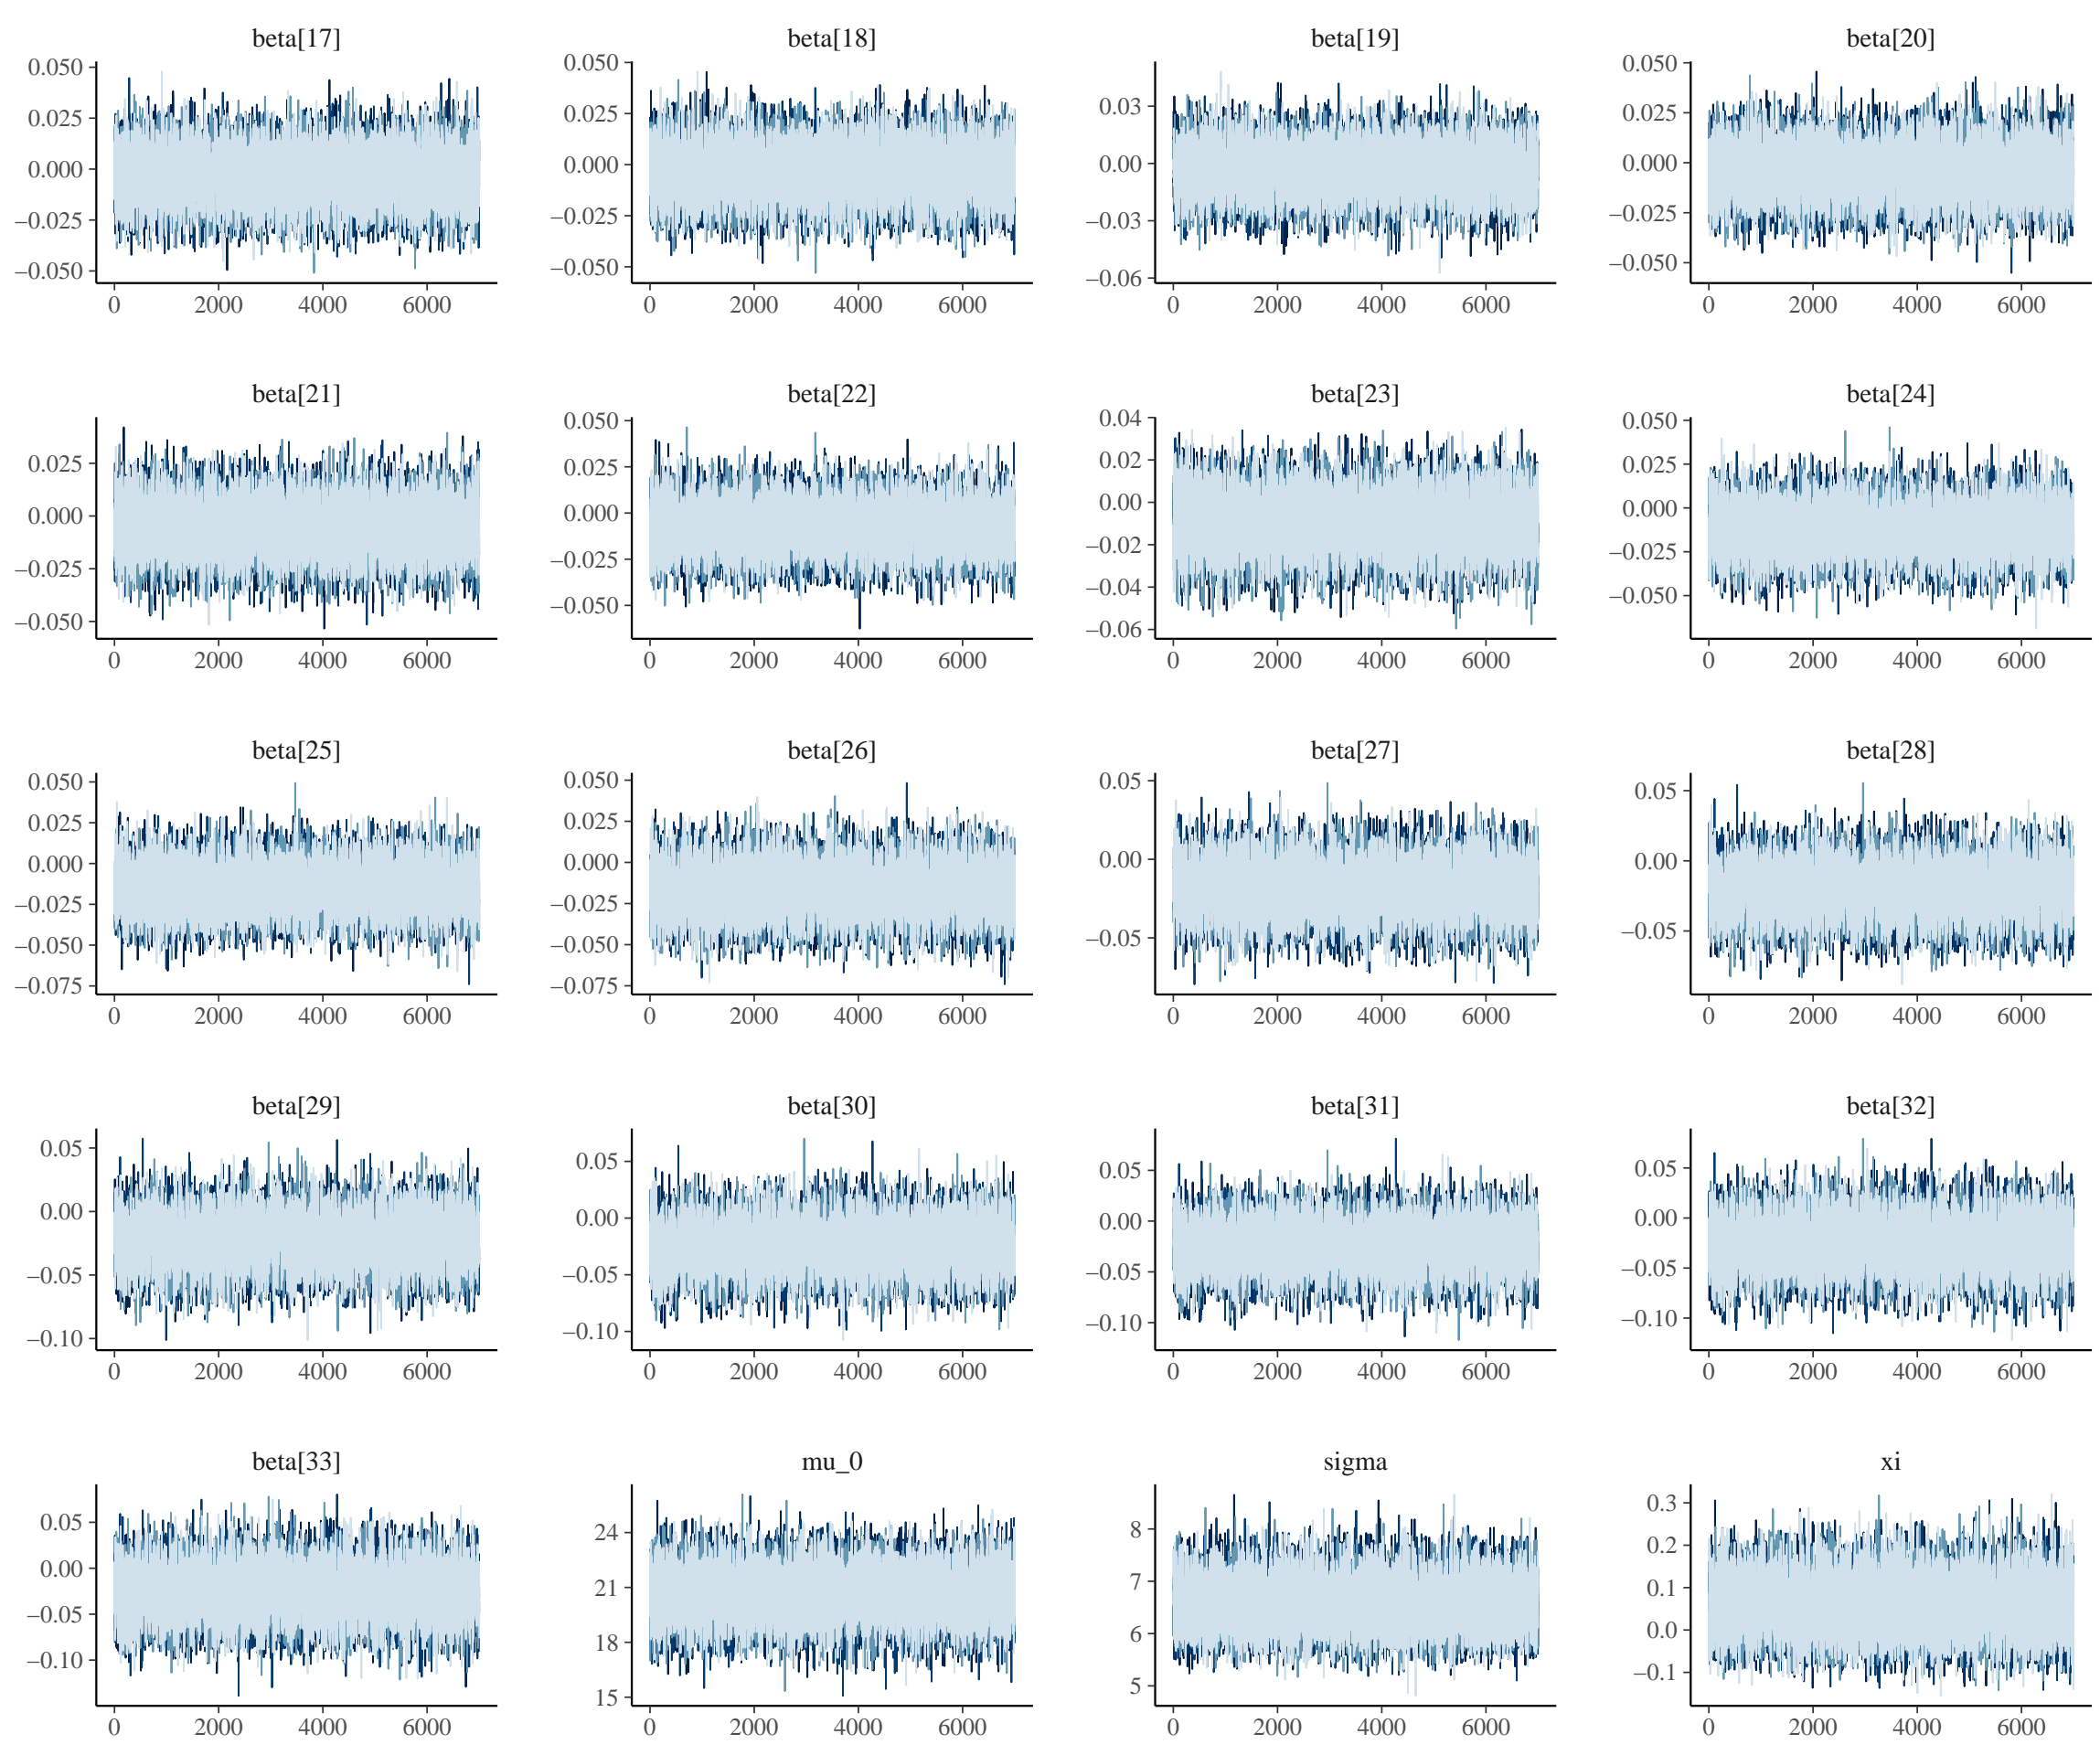 beta[17] beta[18] beta[19] beta[20]
0.050 0.025 0.000 −0.025 −0.050
0.050 0.025 0.000 −0.025 −0.050
0.03 0.00 −0.03 −0.06
0.050 0.025 0.000 −0.025 −0.050
0 2000 4000 6000 0 2000 4000 6000 0 2000 4000 6000 0 2000 4000 6000
beta[21] beta[22] beta[23] beta[24]
0.025 0.000 −0.025 −0.050
0.050 0.025 0.000 −0.025 −0.050
0.04 0.02 0.00 −0.02 −0.04 −0.06
0.050 0.025 0.000 −0.025 −0.050
0 2000 4000 6000 0 2000 4000 6000 0 2000 4000 6000 0 2000 4000 6000
beta[25] beta[26] beta[27] beta[28]
0.050 0.025 0.000 −0.025 −0.050 −0.075
0.050 0.025 0.000 −0.025 −0.050 −0.075
0.05 0.00 −0.05
0.05 0.00 −0.05
0 2000 4000 6000 0 2000 4000 6000 0 2000 4000 6000 0 2000 4000 6000
beta[29] beta[30] beta[31] beta[32]
0.05 0.00 −0.05 −0.10
0.05 0.00 −0.05 −0.10
0.05 0.00 −0.05 −0.10
0.05 0.00 −0.05 −0.10
0 2000 4000 6000 0 2000 4000 6000 0 2000 4000 6000 0 2000 4000 6000
beta[33] mu_0 sigma xi
0.05 0.00 −0.05 −0.10
24 21 18 15
8 7 6 5
0.3 0.2 0.1 0.0 −0.1
0 2000 4000 6000 0 2000 4000 6000 0 2000 4000 6000 0 2000 4000 6000